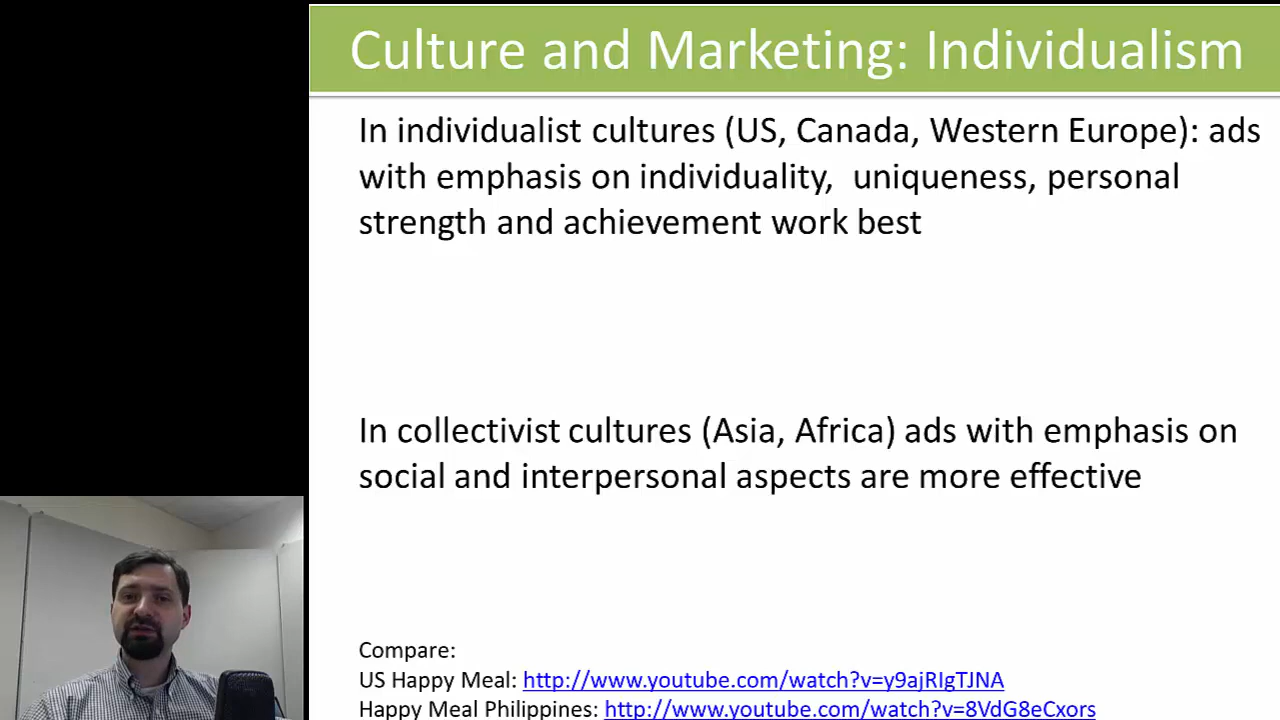 Culture and Marketing: Individualism
In individualist cultures (US, Canada, Western Europe): ads
with emphasis on individuality,  uniqueness, personal
strength and achievement work best
In collectivist cultures (Asia, Africa) ads with emphasis on
social and interpersonal aspects are more effective
Compare:
US Happy Meal: http://www.youtube.com/watch?v=y9ajRIgTJNA
Happy Meal Philippines: http://www.youtube.com/watch?v=8VdG8eCxors